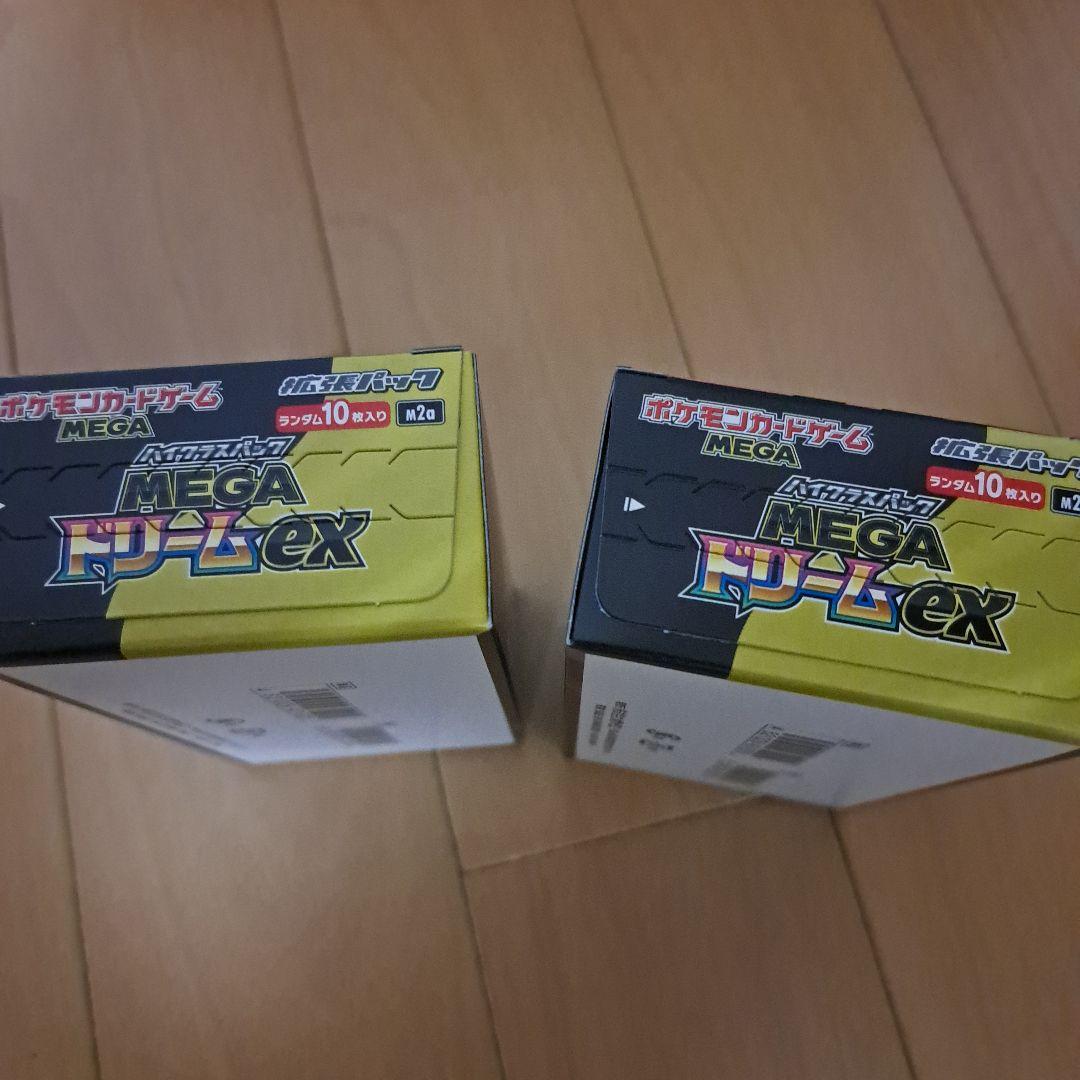 ポケモンカードゲーム
MEGA
拡張パック
ランダム10枚入り
M2a
ハイクラスパック
MEGA
ドリームex
ポケモンカードゲーム
MEGA
拡張パック
ランダム10枚入り
M2
ハイクラスパック
MEGA
ドリームex